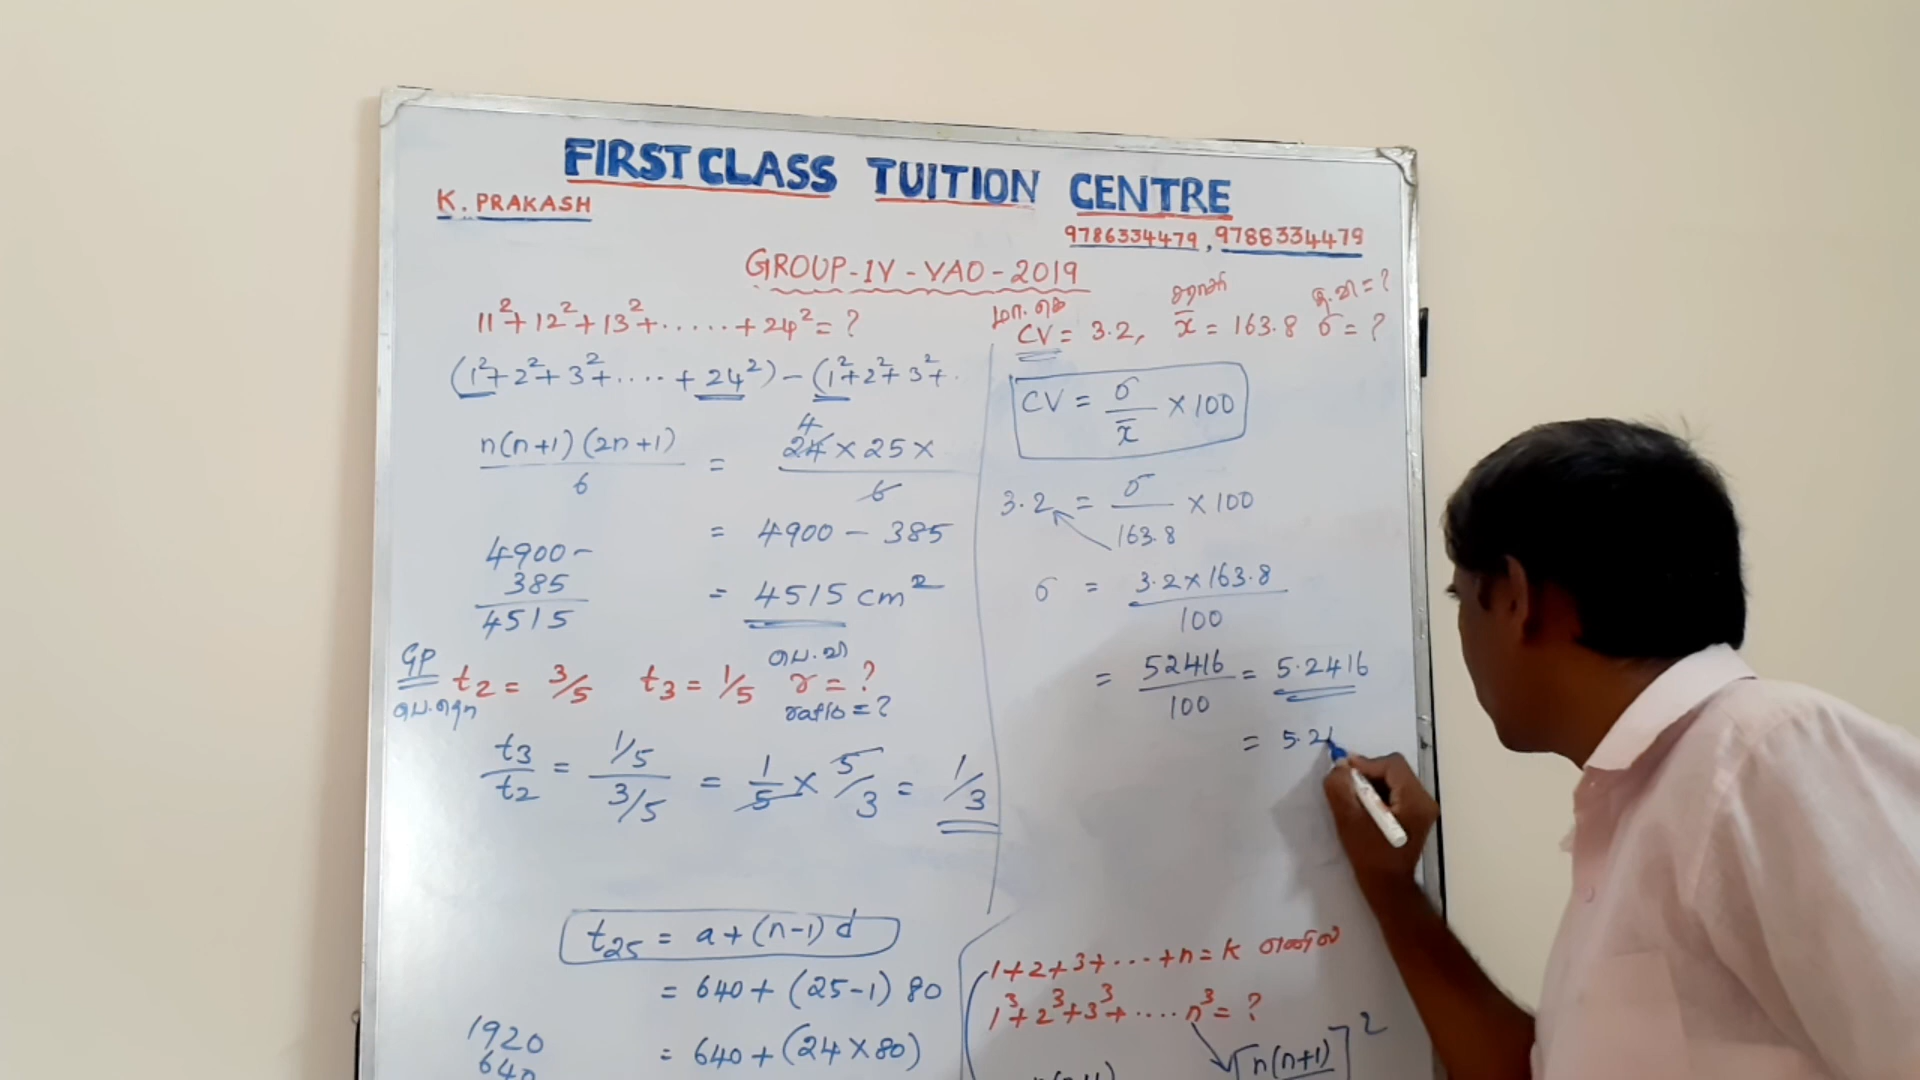 FIRST CLASS TUITION CENTRE
K. PRAKASH
9786334479, 9788334479
GROUP-IV-VAO-2019
11²+12²+13²+......+24²=?
(1²+2²+3²+....+24²)-(1²+2²+3²+.
n(n+1)(2n+1)/6 = 4
24×25×/6
= 4900-385
4900-
385
4515
= 4515 cm²
GP t₂ = 3/5 t₃ = 1/5 r=?
ratio=?
t₃/t₂ = (1/5)/(3/5) = 1/5 × 5/3 = 1/3
t₂₅ = a+(n-1)d
= 640+(25-1)80
= 640+(24×80)
1920
640
மா.கெ சராசரி தி.வி=?
CV = 3.2, x̄ = 163.8 σ=?
CV = σ/x̄ ×100
3.2 = σ/163.8 ×100
σ = 3.2×163.8/100
= 52416/100 = 5.2416
= 5.2
1+2+3+...+n=k எனில்
1³+2³+3³+....n³=?
n(n+1) ]²